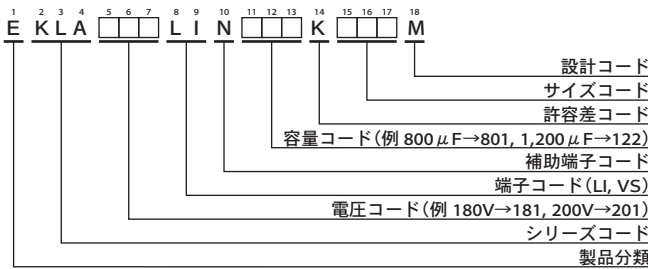 1 2 3 4 5 6 7 8 9 10 11 12 13 14 15 16 17 18
E KLA □□□ LI N □□□ K □□□ M
設計コード
サイズコード
許容差コード
容量コード(例 800μF→801, 1,200μF→122)
補助端子コード
端子コード(LI, VS)
電圧コード(例 180V→181, 200V→201)
シリーズコード
製品分類